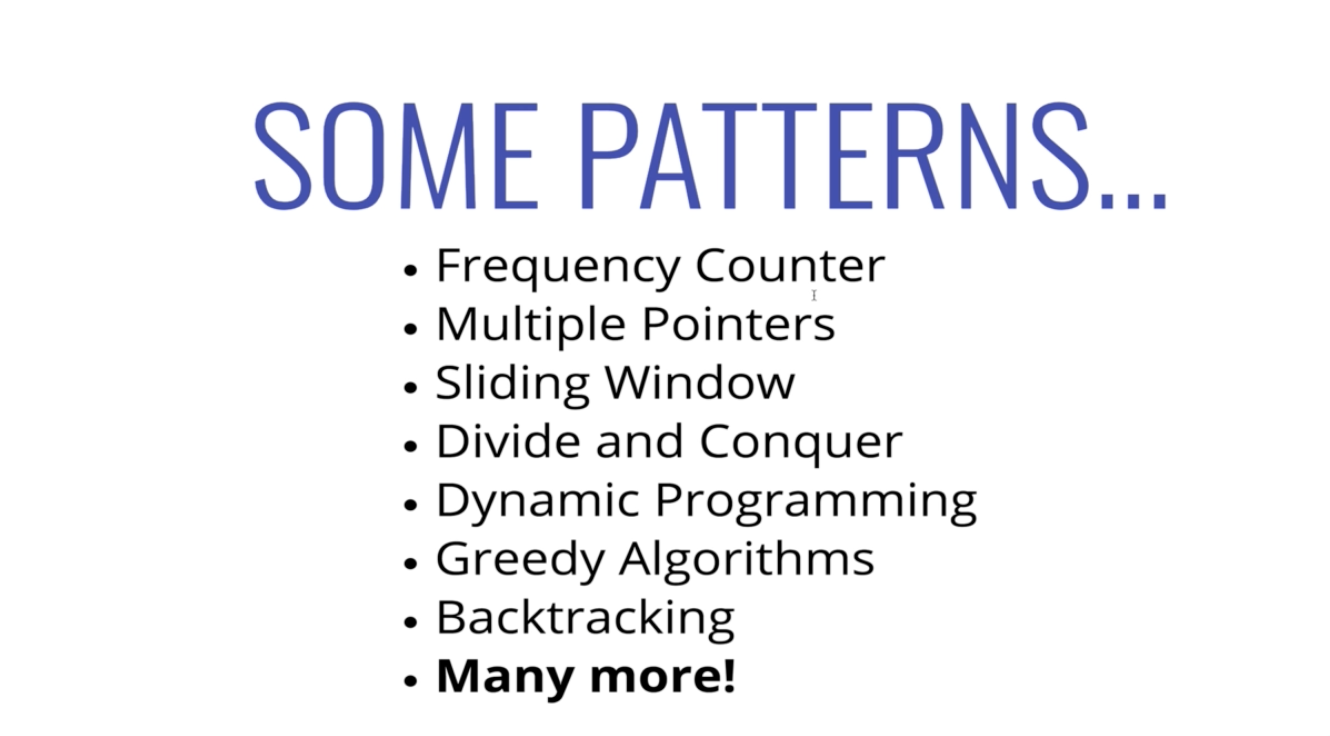 SOME PATTERNS...
• Frequency Counter
• Multiple Pointers
• Sliding Window
• Divide and Conquer
• Dynamic Programming
• Greedy Algorithms
• Backtracking
• Many more!